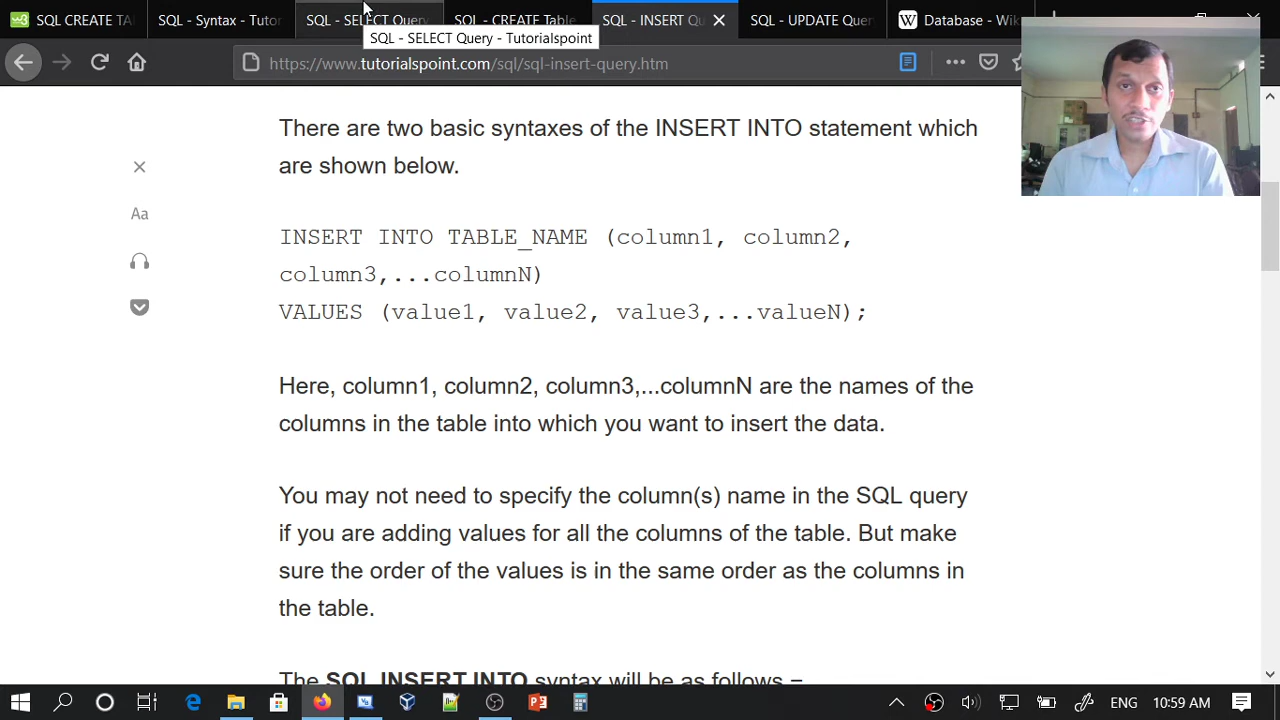 SQL CREATE TA
SQL - Syntax - Tutor
SQL - SELECT Query
SQL - CREATE Table
SQL - INSERT Qu
SQL - UPDATE Quer
Database - Wik
SQL - SELECT Query - Tutorialspoint
https://www.tutorialspoint.com/sql/sql-insert-query.htm
There are two basic syntaxes of the INSERT INTO statement which
are shown below.
Aa
INSERT INTO TABLE_NAME (column1, column2,
column3,...columnN)
VALUES (value1, value2, value3,...valueN);
Here, column1, column2, column3,...columnN are the names of the
columns in the table into which you want to insert the data.
You may not need to specify the column(s) name in the SQL query
if you are adding values for all the columns of the table. But make
sure the order of the values is in the same order as the columns in
the table.
The SQL INSERT INTO syntax will be as follows −
ENG
10:59 AM